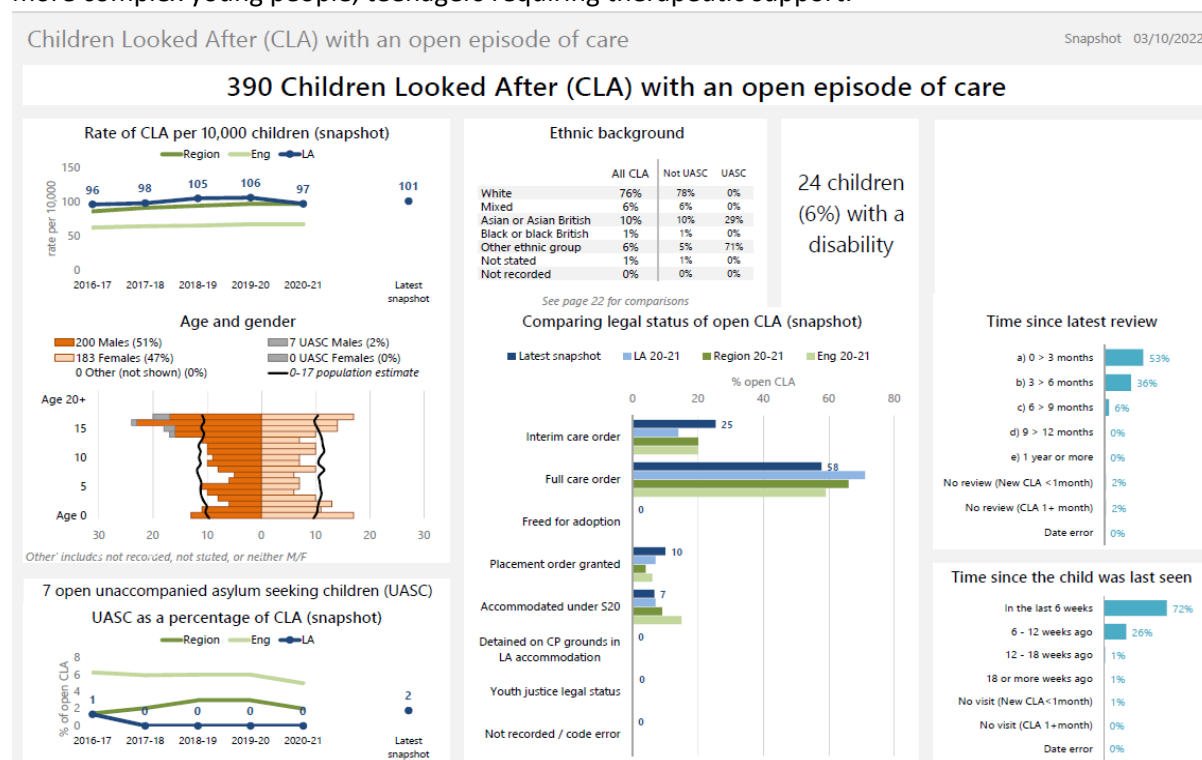 more complex young people, teenagers requiring therapeutic support.
Children Looked After (CLA) with an open episode of care
Snapshot 03/10/2022
390 Children Looked After (CLA) with an open episode of care
Rate of CLA per 10,000 children (snapshot)
Region Eng LA
rate per 10,000
150
100
50
0
96 98 105 106 97 101
2016-17 2017-18 2018-19 2019-20 2020-21 Latest
snapshot
Age and gender
200 Males (51%) 7 UASC Males (2%)
183 Females (47%) 0 UASC Females (0%)
0 Other (not shown) (0%) 0-17 population estimate
Age 20+
15
10
5
Age 0
30 20 10 0 10 20 30
Other' includes not recorded, not stated, or neither M/F
7 open unaccompanied asylum seeking children (UASC)
UASC as a percentage of CLA (snapshot)
Region Eng LA
% of open CLA
8
6
4
2
0
1 0 0 0 0 2
2016-17 2017-18 2018-19 2019-20 2020-21 Latest
snapshot
Ethnic background
All CLA Not UASC UASC
White 76% 78% 0%
Mixed 6% 6% 0%
Asian or Asian British 10% 10% 29%
Black or black British 1% 1% 0%
Other ethnic group 6% 5% 71%
Not stated 1% 1% 0%
Not recorded 0% 0% 0%
See page 22 for comparisons
24 children
(6%) with a
disability
Comparing legal status of open CLA (snapshot)
Latest snapshot LA 20-21 Region 20-21 Eng 20-21
% open CLA
0 20 40 60 80
Interim care order 25
Full care order 58
Freed for adoption 0
Placement order granted 10
Accommodated under S20 7
Detained on CP grounds in
LA accommodation 0
Youth justice legal status 0
Not recorded / code error 0
Time since latest review
a) 0 > 3 months 53%
b) 3 > 6 months 36%
c) 6 > 9 months 6%
d) 9 > 12 months 0%
e) 1 year or more 0%
No review (New CLA <1month) 2%
No review (CLA 1+ month) 2%
Date error 0%
Time since the child was last seen
In the last 6 weeks 72%
6 - 12 weeks ago 26%
12 - 18 weeks ago 1%
18 or more weeks ago 1%
No visit (New CLA<1month) 1%
No visit (CLA 1+month) 0%
Date error 0%